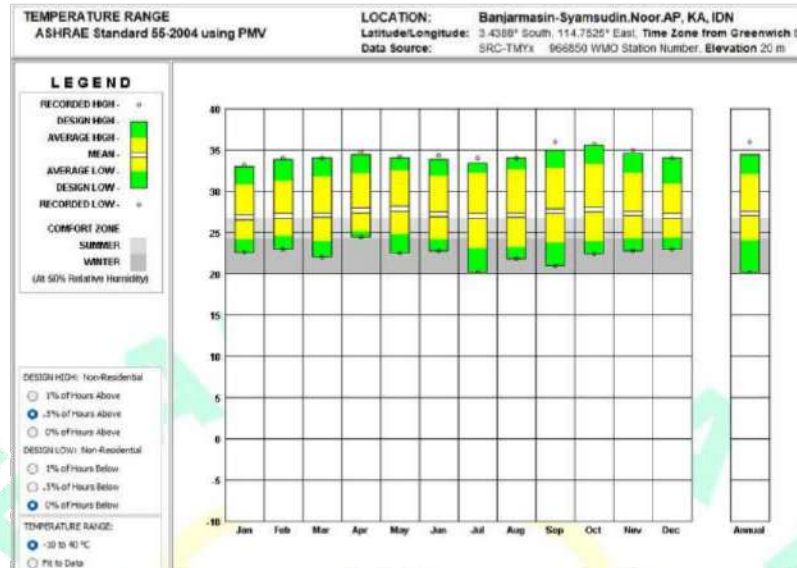 TEMPERATURE RANGE
ASHRAE Standard 55-2004 using PMV
LOCATION: Banjarmasin-Syamsudin.Noor.AP, KA, IDN
Latitude/Longitude: 3.4388° South, 114.7525° East, Time Zone from Greenwich
Data Source: SRC-TMYx 966850 WMO Station Number, Elevation 20 m
LEGEND
RECORDED HIGH -
DESIGN HIGH -
AVERAGE HIGH -
MEAN -
AVERAGE LOW -
DESIGN LOW -
RECORDED LOW -
COMFORT ZONE
SUMMER
WINTER
(At 50% Relative Humidity)
DESIGN HIGH: Non-Residential
1% of Hours Above
.5% of Hours Above
0% of Hours Above
DESIGN LOW: Non-Residential
1% of Hours Below
.5% of Hours Below
0% of Hours Below
TEMPERATURE RANGE:
-10 to 40 °C
Fit to Data
40
35
30
25
20
15
10
5
0
-5
-10
Jan Feb Mar Apr May Jun Jul Aug Sep Oct Nov Dec Annual